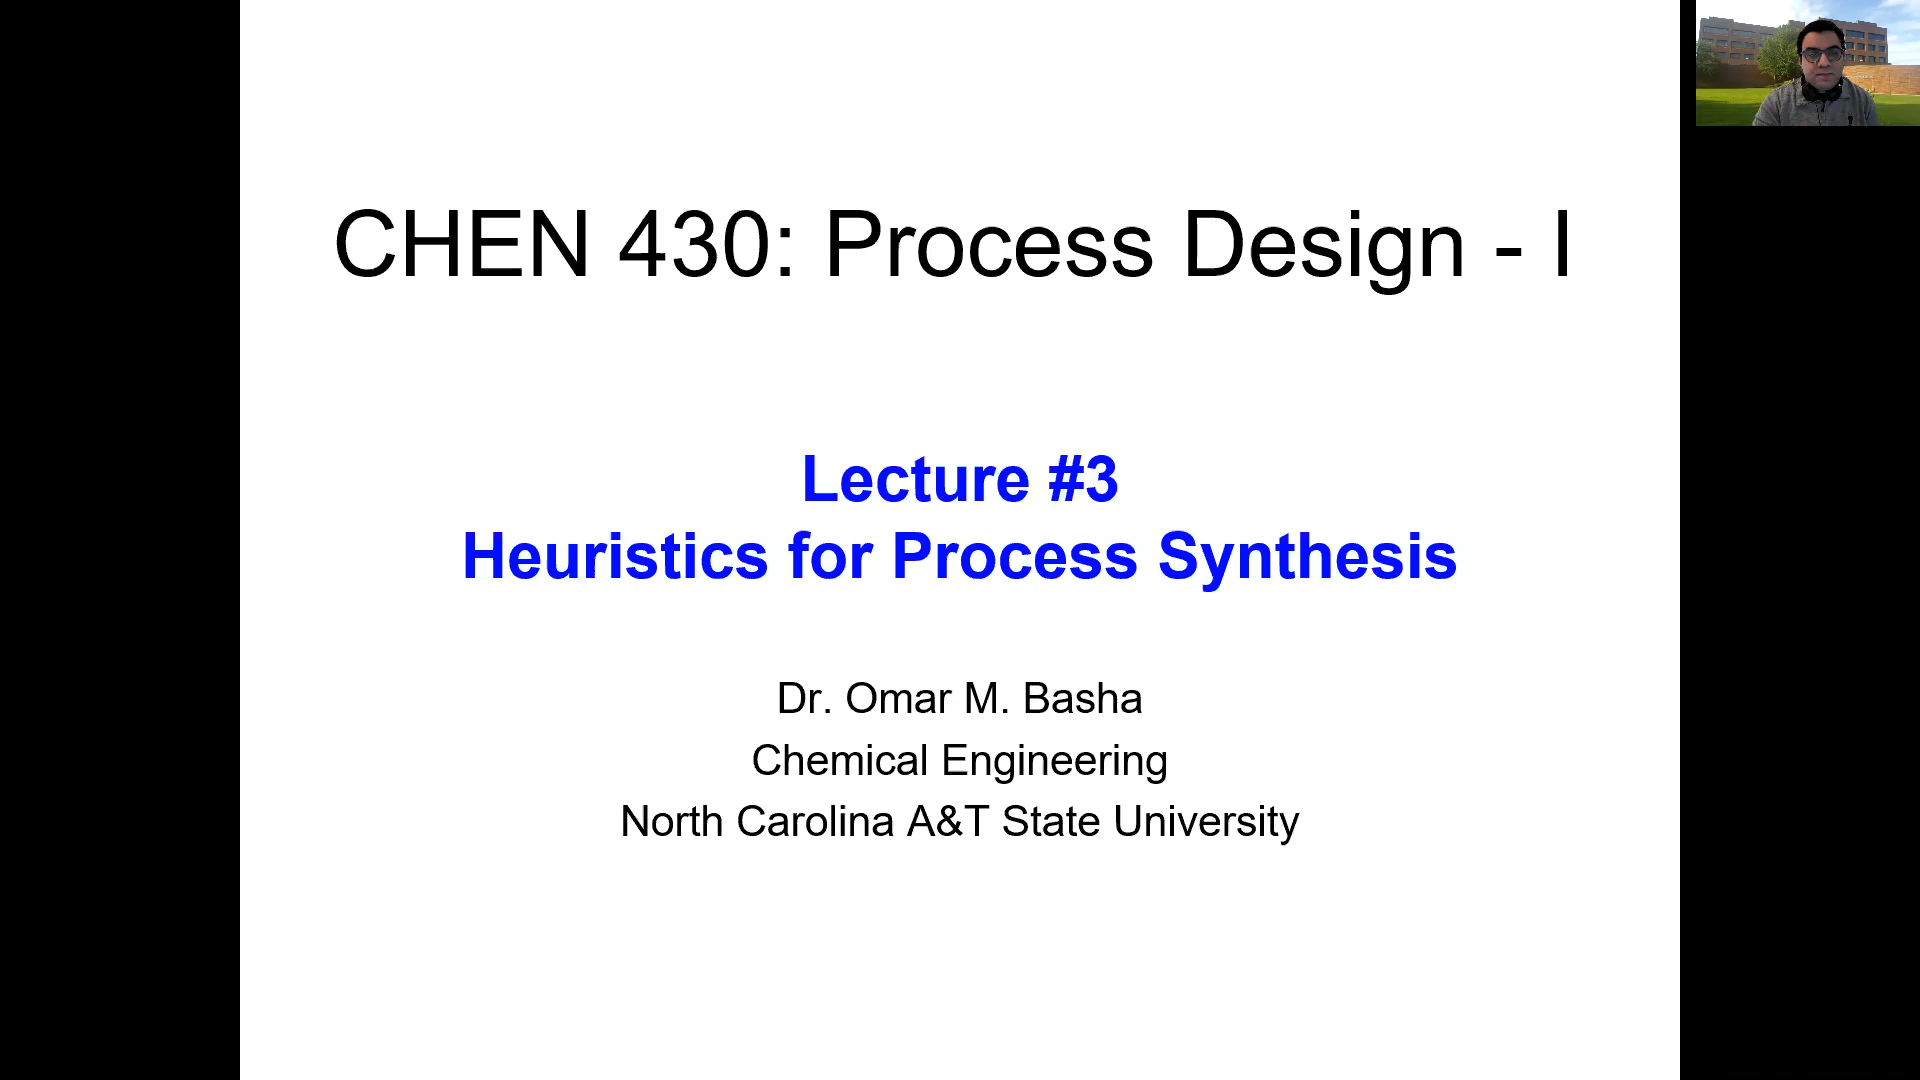 CHEN 430: Process Design - I
Lecture #3
Heuristics for Process Synthesis
Dr. Omar M. Basha
Chemical Engineering
North Carolina A&T State University